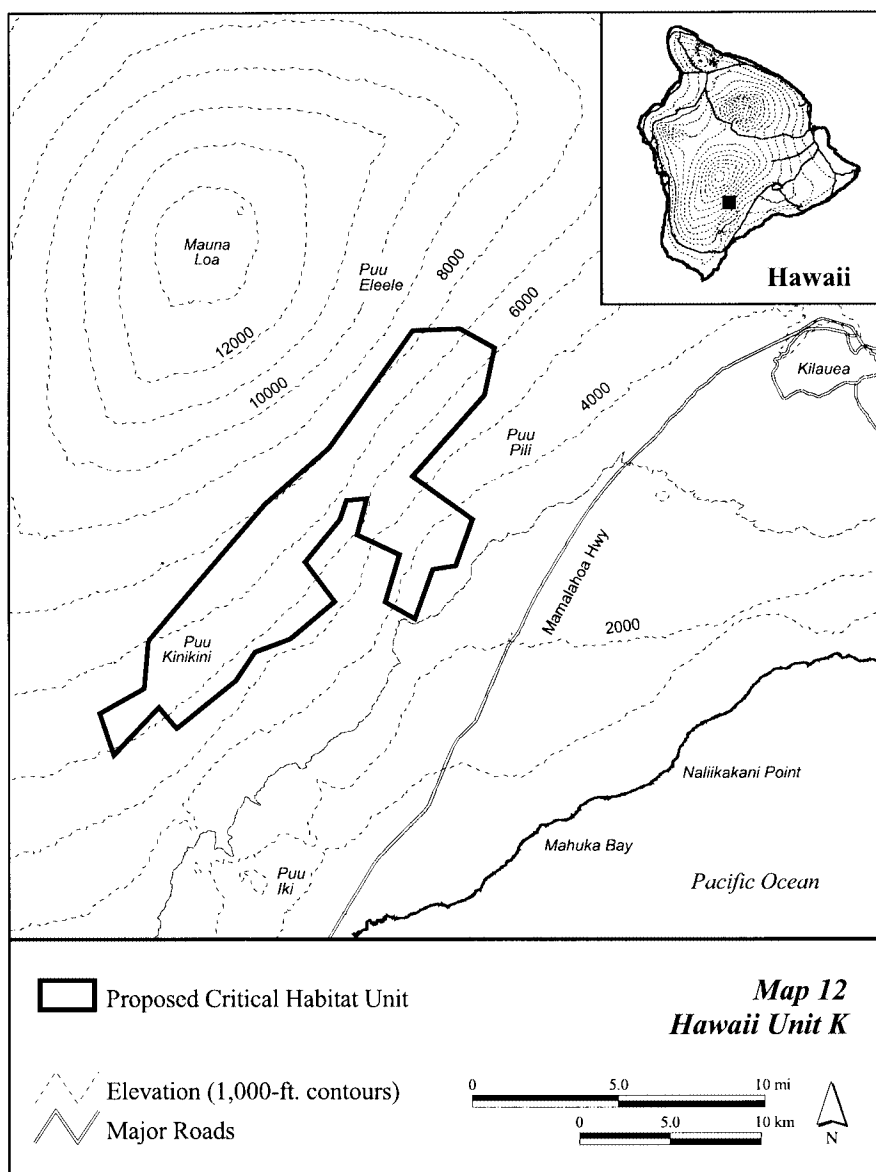 Hawaii
Mauna
Loa
Puu
Eleele
8000
6000
12000
10000
4000
Kilauea
Puu
Pili
Mamalahoa Hwy
2000
Puu
Kinikini
Naliikakani Point
Mahuka Bay
Puu
Iki
Pacific Ocean
Proposed Critical Habitat Unit
Map 12
Hawaii Unit K
Elevation (1,000-ft. contours)
Major Roads
0 5.0 10 mi
0 5.0 10 km
N